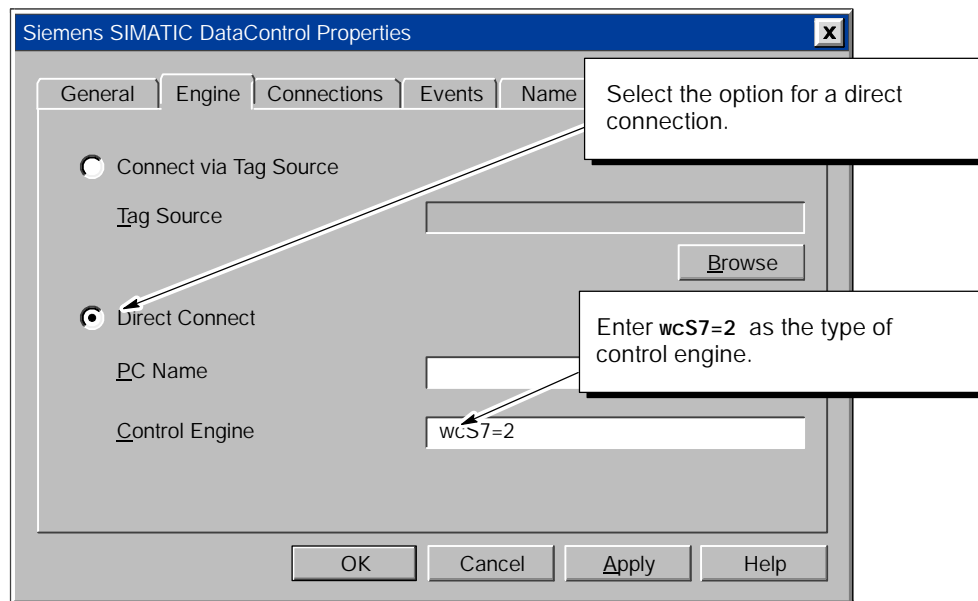 Siemens SIMATIC DataControl Properties
General
Engine
Connections
Events
Name
Select the option for a direct
connection.
Connect via Tag Source
Tag Source
Browse
Direct Connect
Enter wcS7=2 as the type of
control engine.
PC Name
Control Engine
wcS7=2
OK
Cancel
Apply
Help